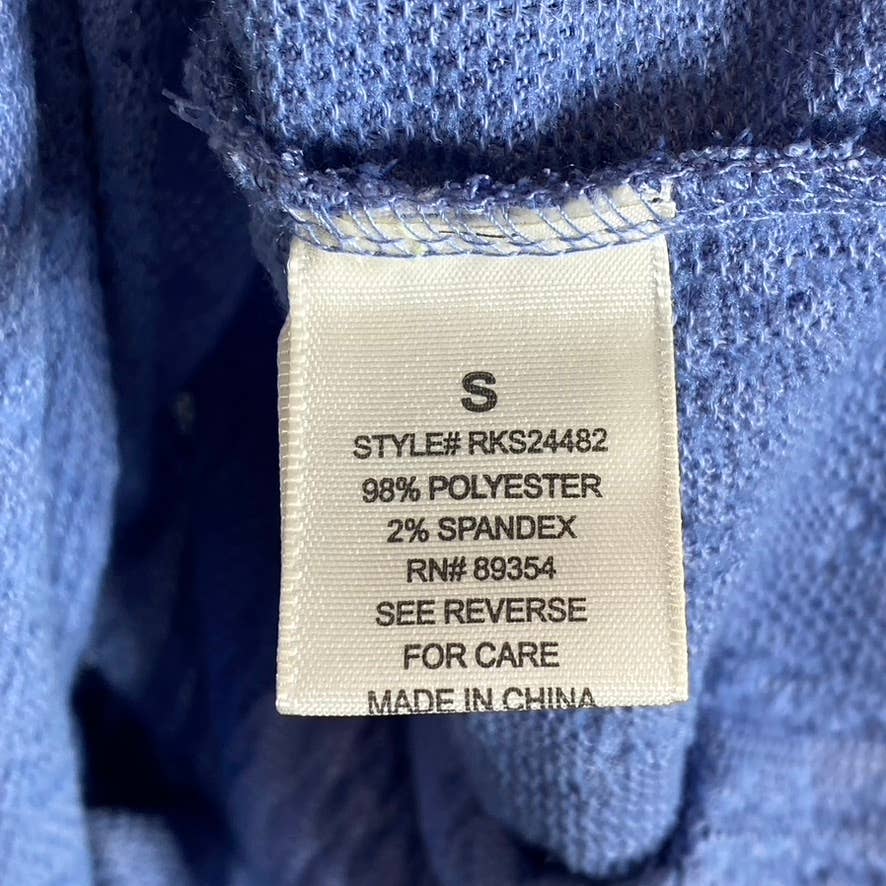 S
STYLE# RKS24482
98% POLYESTER
2% SPANDEX
RN# 89354
SEE REVERSE
FOR CARE
MADE IN CHINA